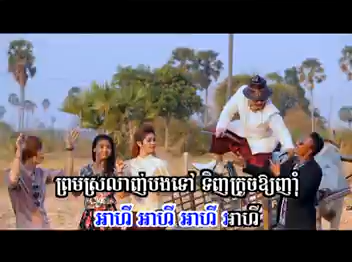 ព្រមស្រលាញ់បងទៅ ទិញត្រូចឱ្យញ៉ាំ
អាហើ អាហើ អាហើ អាហើ